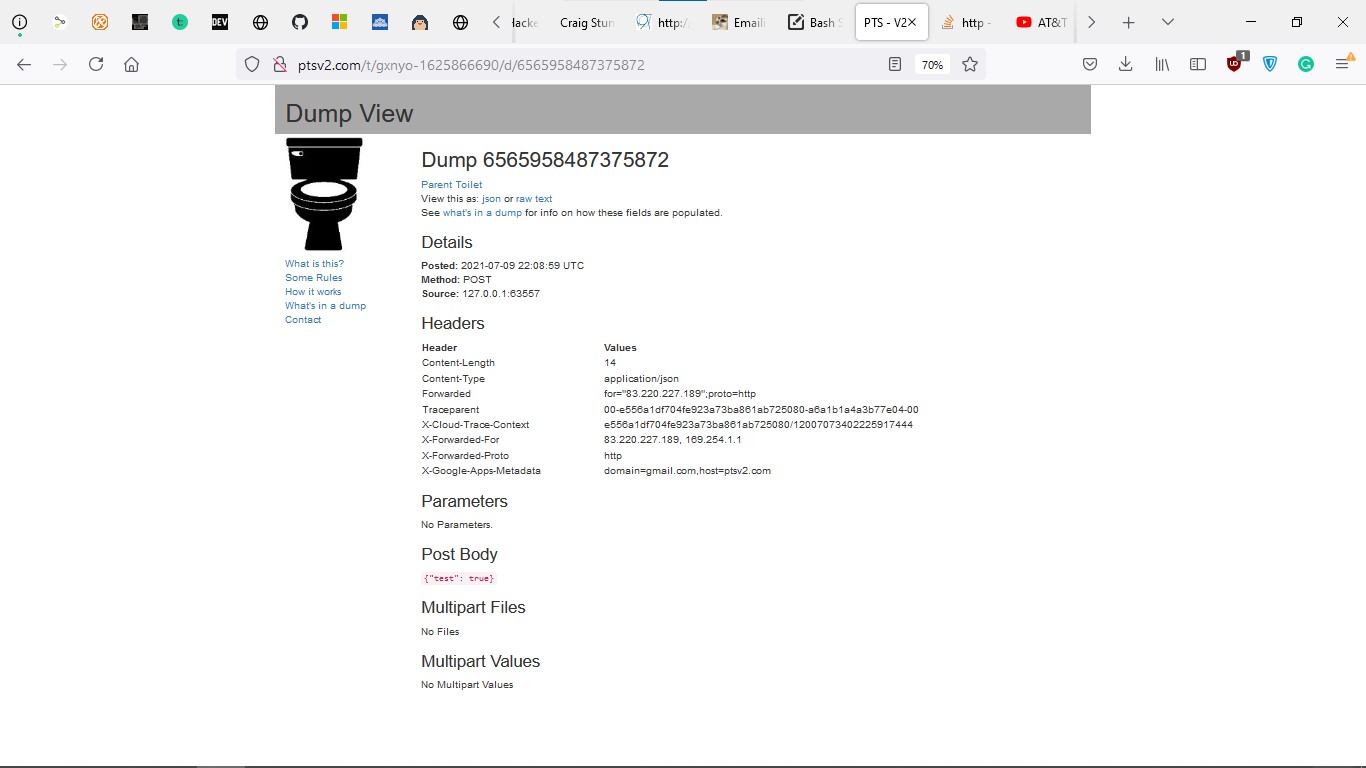 DEV
Hacke
Craig Stun
http:/
Emaili
Bash S
PTS - V2
http -
AT&T
ptsv2.com/t/gxnyo-1625866690/d/6565958487375872
70%
1
Dump View
Dump 6565958487375872
Parent Toilet
View this as: json or raw text
See what's in a dump for info on how these fields are populated.
What is this?
Some Rules
How it works
What's in a dump
Contact
Details
Posted: 2021-07-09 22:08:59 UTC
Method: POST
Source: 127.0.0.1:63557
Headers
Header Values
Content-Length 14
Content-Type application/json
Forwarded for="83.220.227.189";proto=http
Traceparent 00-e556a1df704fe923a73ba861ab725080-a6a1b1a4a3b77e04-00
X-Cloud-Trace-Context e556a1df704fe923a73ba861ab725080/12007073402225917444
X-Forwarded-For 83.220.227.189, 169.254.1.1
X-Forwarded-Proto http
X-Google-Apps-Metadata domain=gmail.com,host=ptsv2.com
Parameters
No Parameters.
Post Body
{"test": true}
Multipart Files
No Files
Multipart Values
No Multipart Values